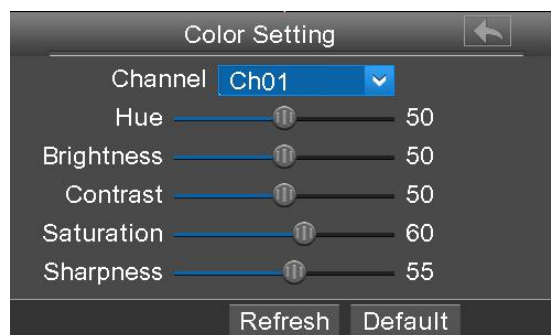 Color Setting
Channel Ch01
Hue 50
Brightness 50
Contrast 50
Saturation 60
Sharpness 55
Refresh Default